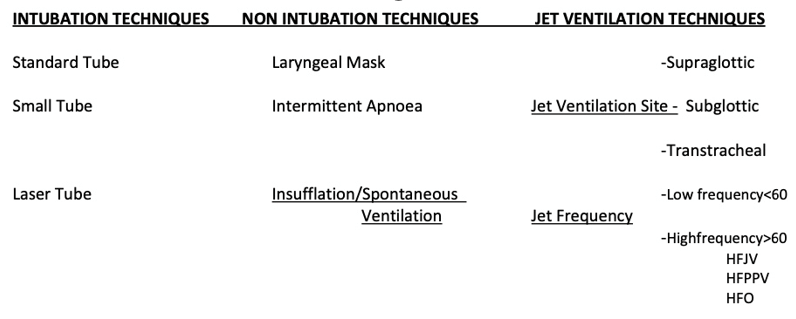 INTUBATION TECHNIQUES NON INTUBATION TECHNIQUES JET VENTILATION TECHNIQUES
Standard Tube Laryngeal Mask -Supraglottic
Small Tube Intermittent Apnoea Jet Ventilation Site - Subglottic
-Transtracheal
Laser Tube Insufflation/Spontaneous -Low frequency<60
Ventilation Jet Frequency
-Highfrequency>60
HFJV
HFPPV
HFO